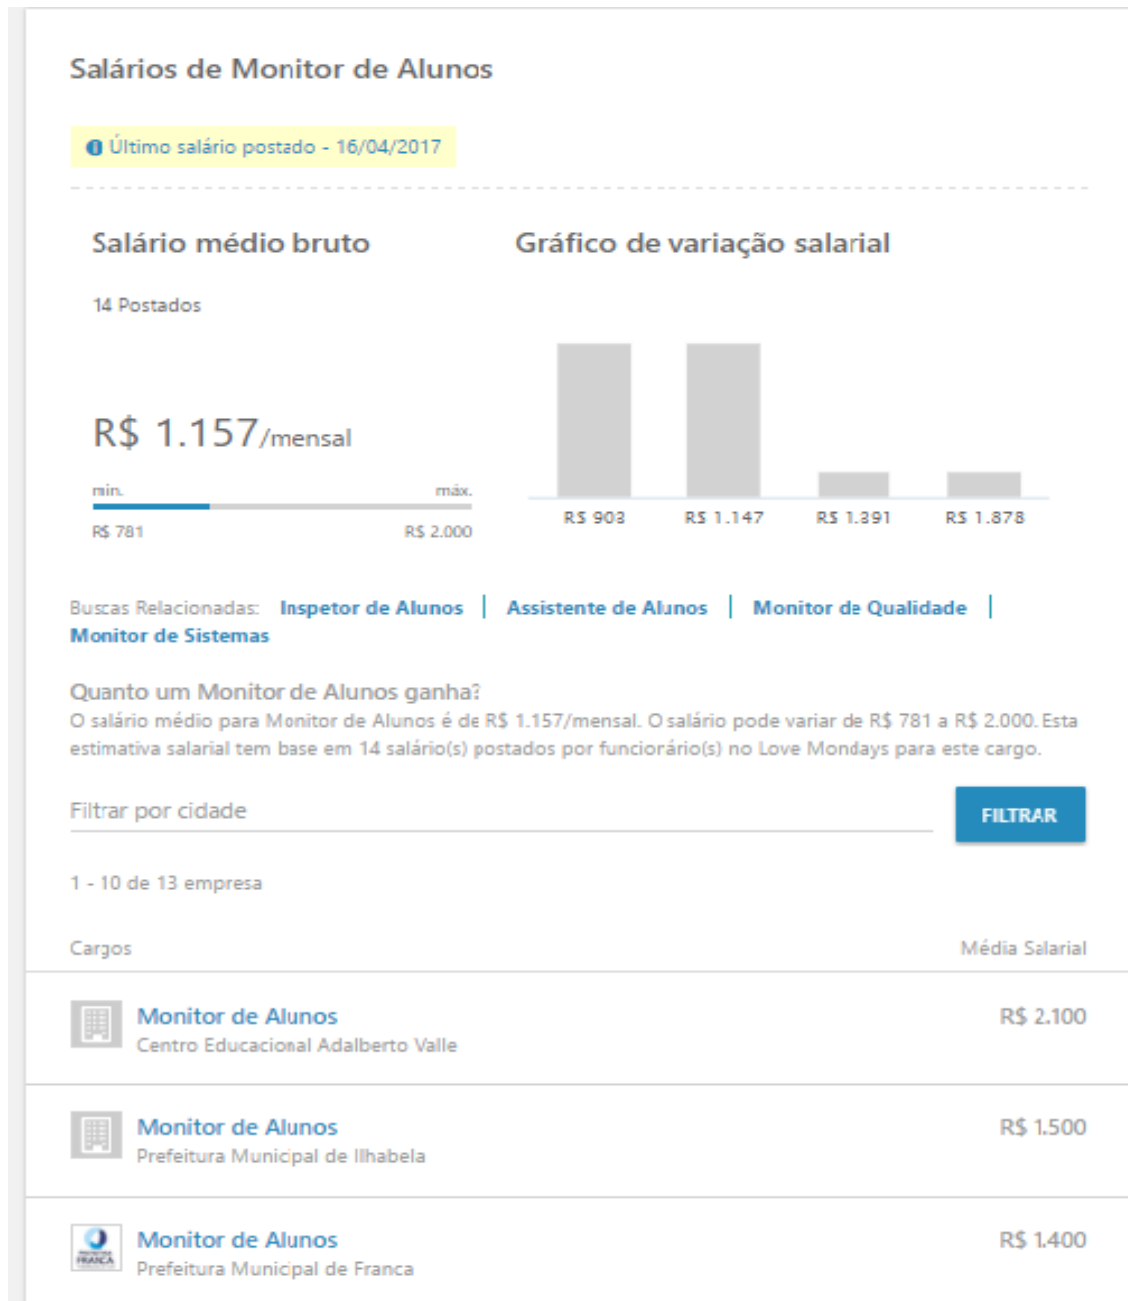 Salários de Monitor de Alunos
Último salário postado - 16/04/2017
Salário médio bruto
Gráfico de variação salarial
14 Postados
R$ 1.157/mensal
min.
máx.
R$ 781
R$ 2.000
R$ 903
R$ 1.147
R$ 1.391
R$ 1.878
Buscas Relacionadas: Inspetor de Alunos | Assistente de Alunos | Monitor de Qualidade |
Monitor de Sistemas
Quanto um Monitor de Alunos ganha?
O salário médio para Monitor de Alunos é de R$ 1.157/mensal. O salário pode variar de R$ 781 a R$ 2.000. Esta
estimativa salarial tem base em 14 salário(s) postados por funcionário(s) no Love Mondays para este cargo.
Filtrar por cidade
FILTRAR
1 - 10 de 13 empresa
Cargos
Média Salarial
Monitor de Alunos
R$ 2.100
Centro Educacional Adalberto Valle
Monitor de Alunos
R$ 1.500
Prefeitura Municipal de Ilhabela
FRANCA
Monitor de Alunos
R$ 1.400
Prefeitura Municipal de Franca